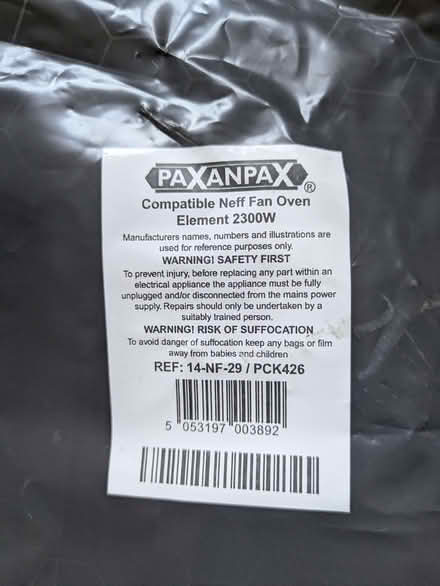 PAXANPAX®
Compatible Neff Fan Oven
Element 2300W
Manufacturers names, numbers and illustrations are
used for reference purposes only.
WARNING! SAFETY FIRST
To prevent injury, before replacing any part within an
electrical appliance the appliance must be fully
unplugged and/or disconnected from the mains power
supply. Repairs should only be undertaken by a
suitably trained person.
WARNING! RISK OF SUFFOCATION
To avoid danger of suffocation keep any bags or film
away from babies and children
REF: 14-NF-29 / PCK426
5 053197 003892